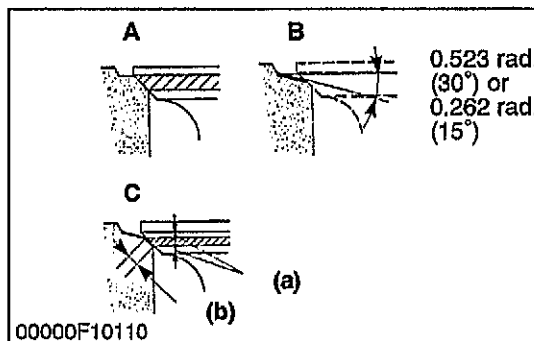 A
B
0.523 rad
(30°) or
0.262 rad
(15°)
C
(a)
(b)
00000F10110